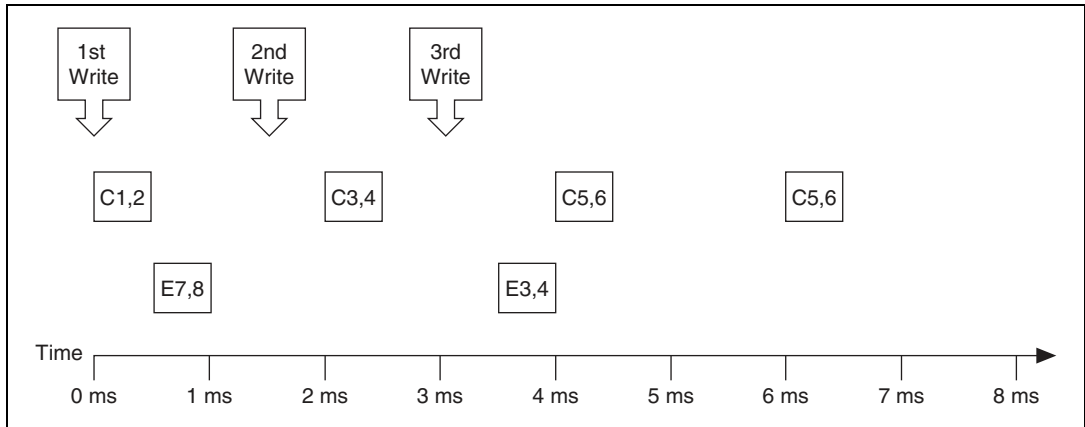 1st
Write
2nd
Write
3rd
Write
C1,2
C3,4
C5,6
C5,6
E7,8
E3,4
Time
0 ms
1 ms
2 ms
3 ms
4 ms
5 ms
6 ms
7 ms
8 ms